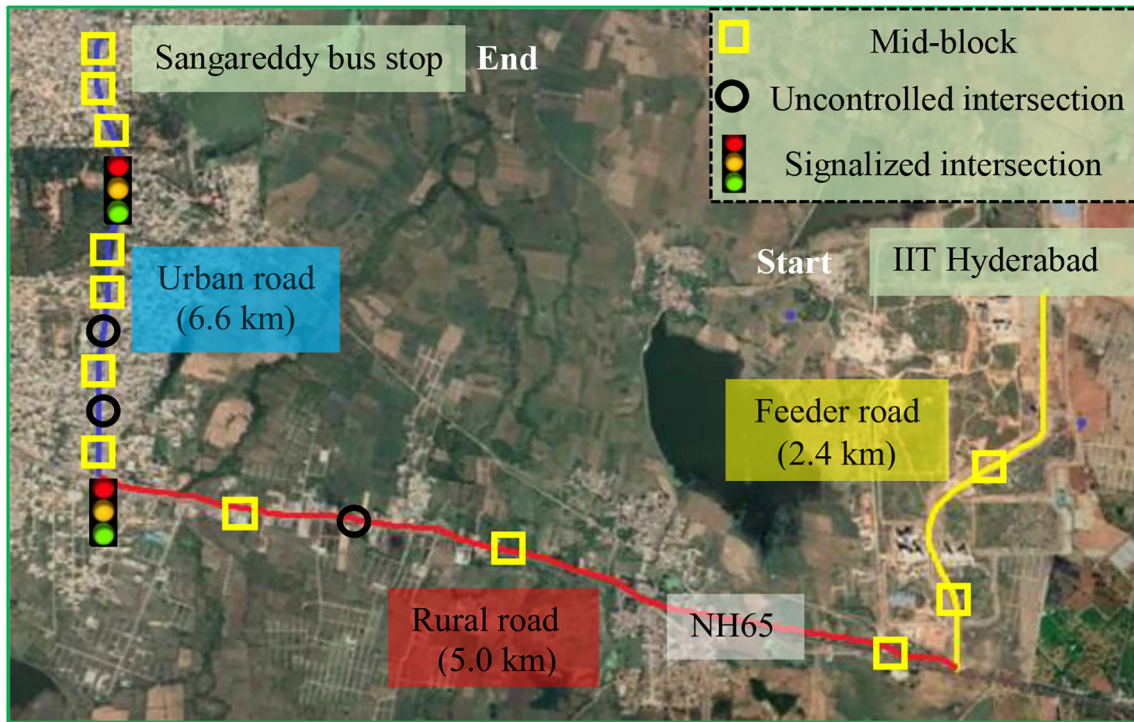 Sangareddy bus stop
End
Mid-block
Uncontrolled intersection
Signalized intersection
Urban road
(6.6 km)
Start
IIT Hyderabad
Feeder road
(2.4 km)
Rural road
(5.0 km)
NH65